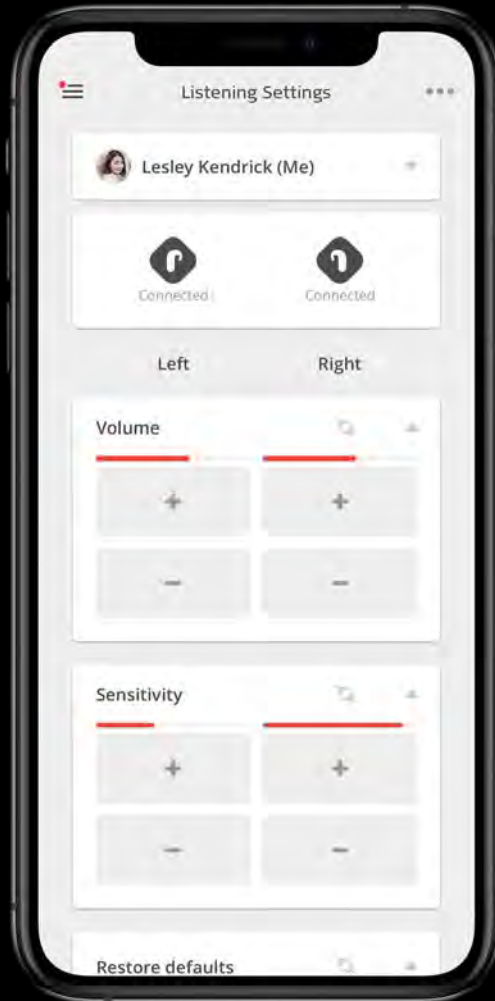 Listening Settings
Lesley Kendrick (Me)
Connected Connected
Left Right
Volume
+ +
− −
Sensitivity
+ +
− −
Restore defaults